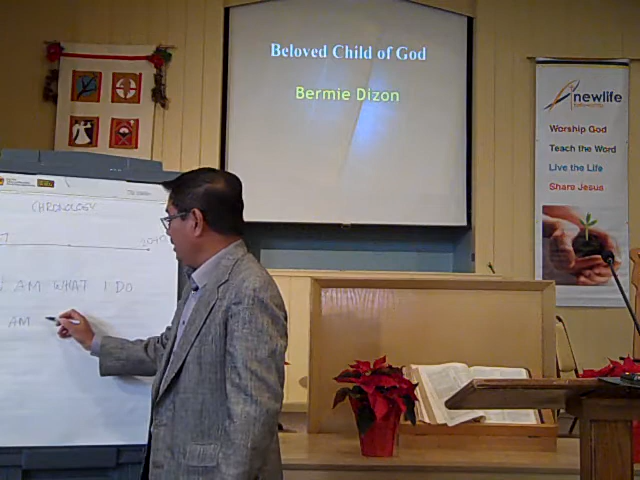 Beloved Child of God
Bermie Dizon
newlife
fellowship
Worship God
Teach the Word
Live the Life
Share Jesus
CHRONOLOGY
I AM WHAT I DO
AM